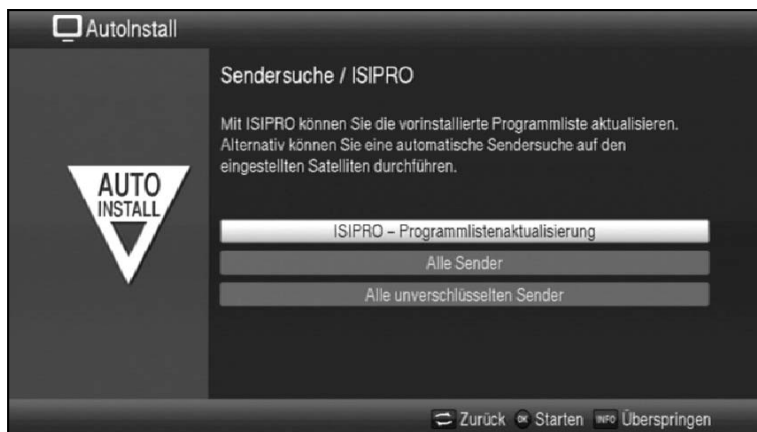 AutoInstall
Sendersuche / ISIPRO
Mit ISIPRO können Sie die vorinstallierte Programmliste aktualisieren.
Alternativ können Sie eine automatische Sendersuche auf den
eingestellten Satelliten durchführen.
AUTO
INSTALL
ISIPRO – Programmlistenaktualisierung
Alle Sender
Alle unverschlüsselten Sender
Zurück OK Starten INFO Überspringen